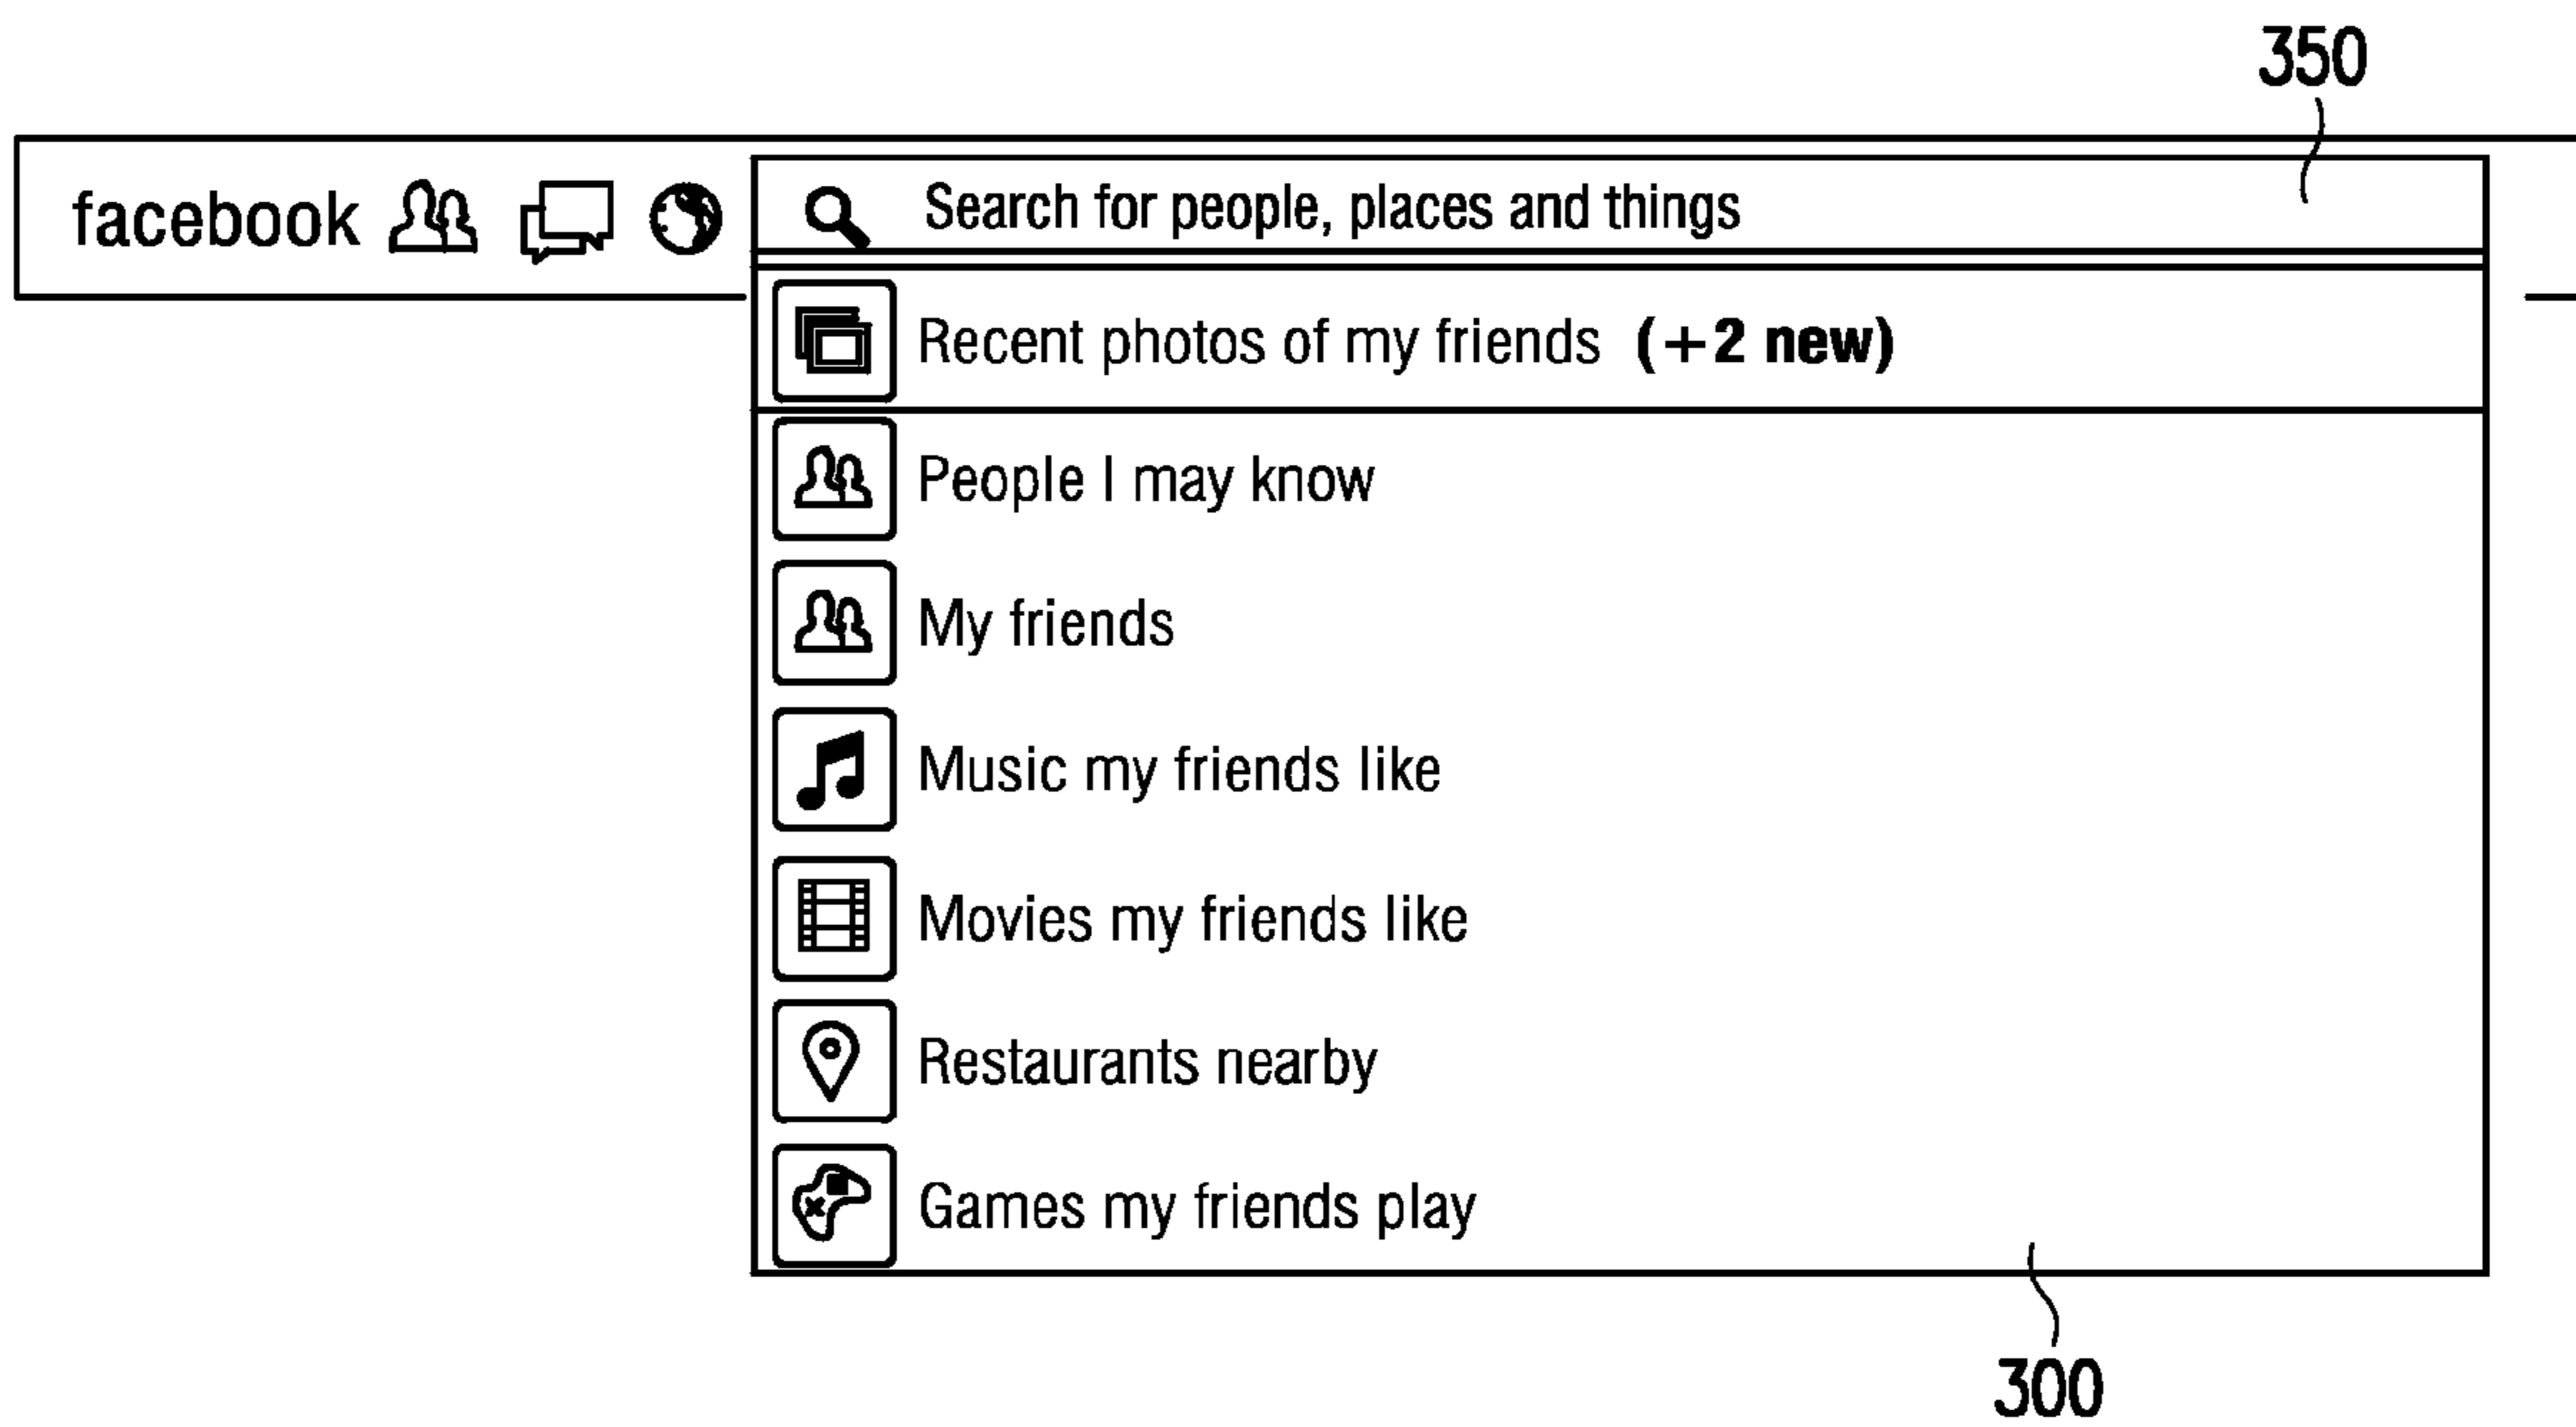 350
facebook
Search for people, places and things
Recent photos of my friends (+2 new)
People I may know
My friends
Music my friends like
Movies my friends like
Restaurants nearby
Games my friends play
300